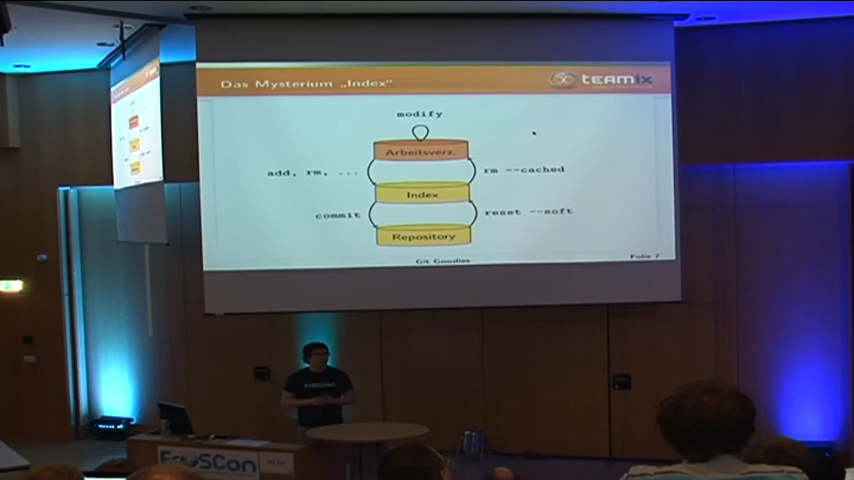 Das Mysterium „Index"
teamix
modify
Arbeitsverz.
add, rm, ...
rm --cached
Index
commit
reset --soft
Repository
Git Goodies
Folie 7
FrOSCon